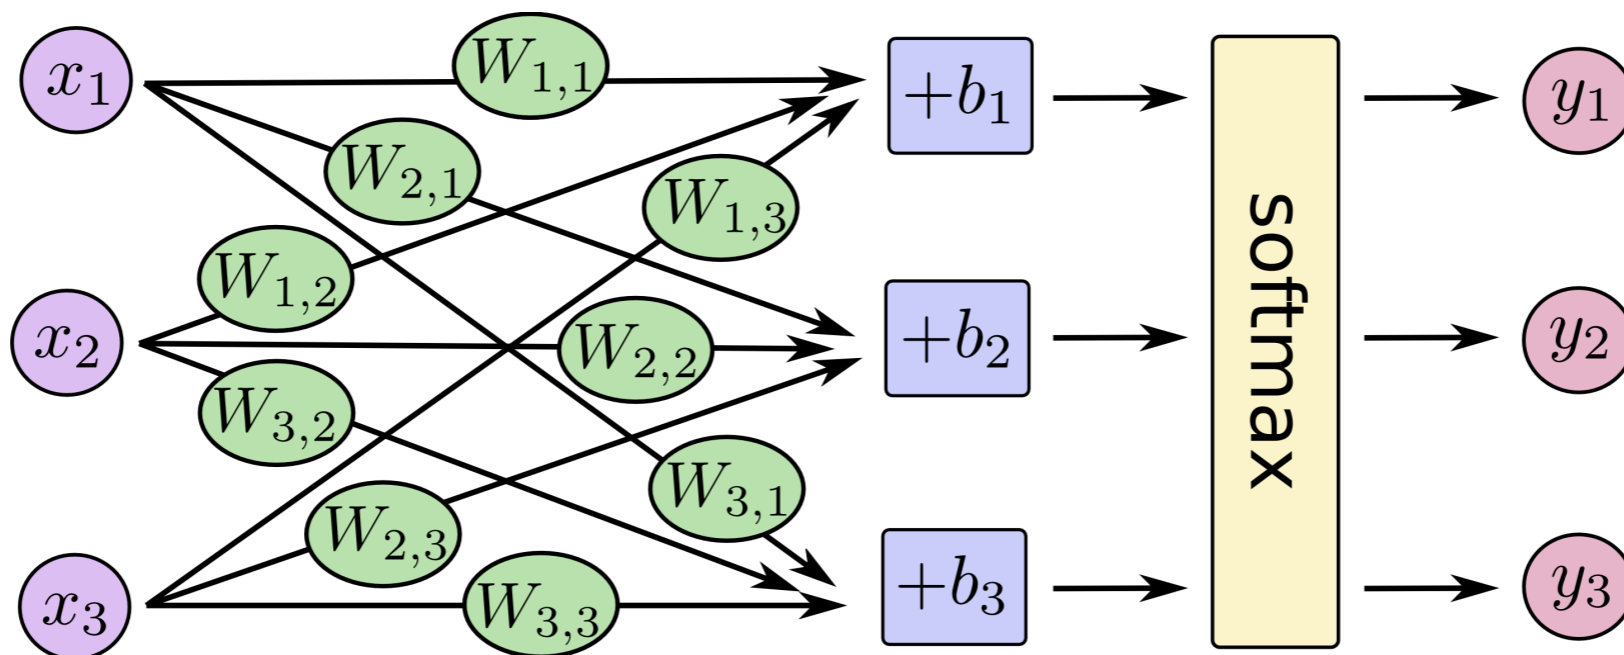 x₁
W₁,₁
+b₁
y₁
W₂,₁
W₁,₃
W₁,₂
softmax
x₂
W₂,₂
+b₂
y₂
W₃,₂
W₃,₁
W₂,₃
x₃
W₃,₃
+b₃
y₃